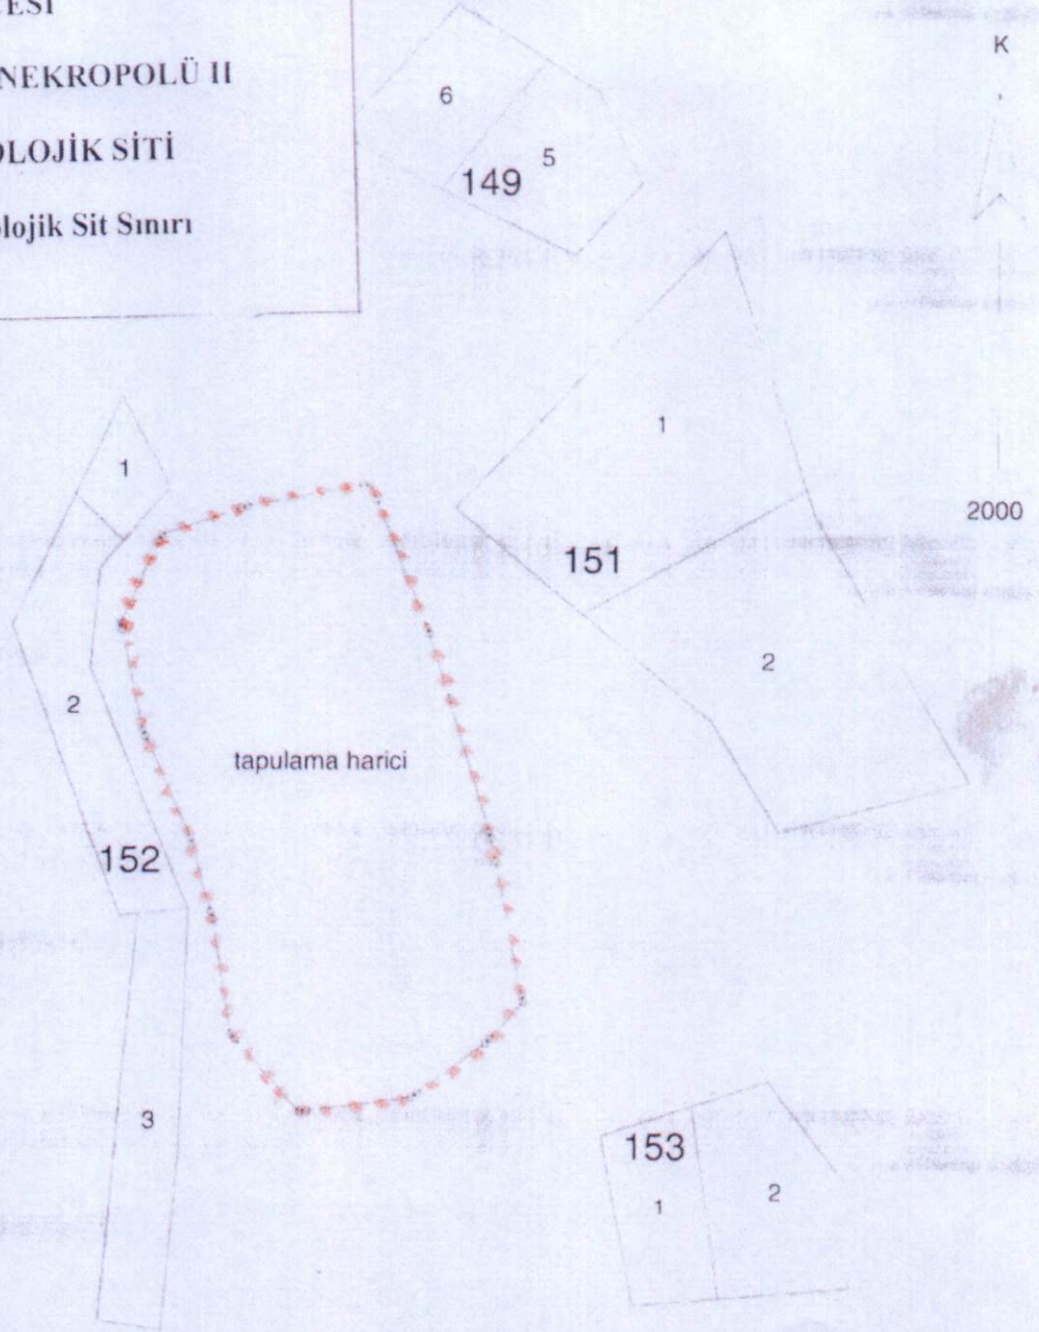 ESİ
NEKROPOLÜ II
OLOJİK SİTİ
lojik Sit Sınırı
K
6
5
149
1
151
2
2000
1
2
152
3
tapulama harici
153
1
2